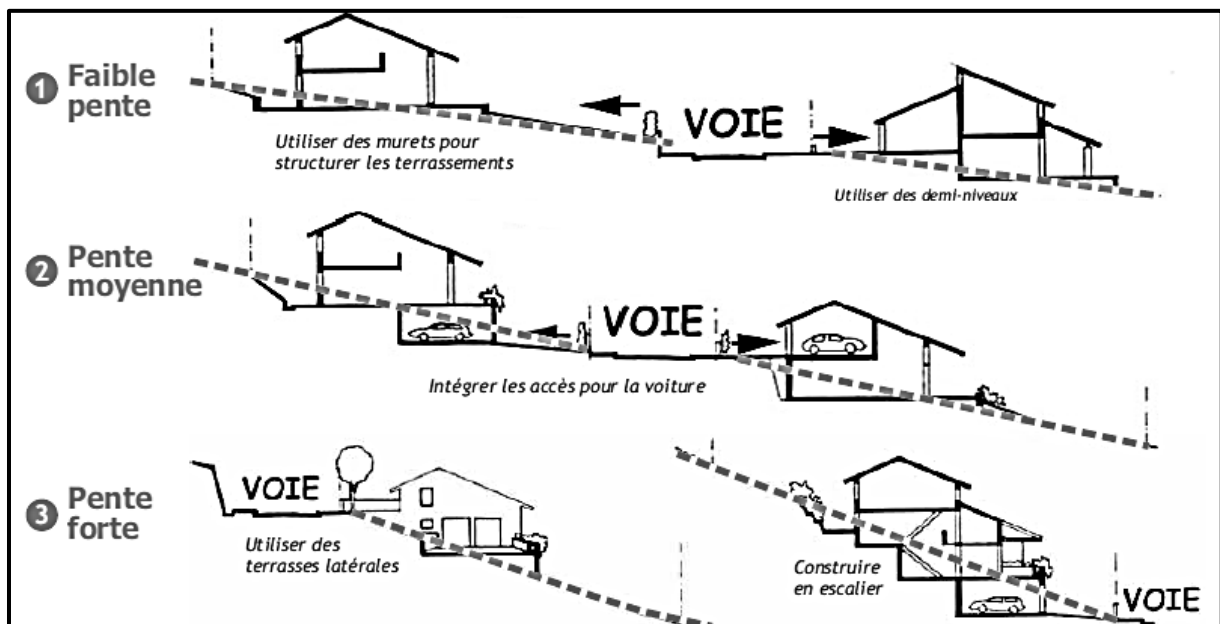 1 Faible
pente
VOIE
Utiliser des murets pour
structurer les terrassements
Utiliser des demi-niveaux
2 Pente
moyenne
VOIE
Intégrer les accès pour la voiture
3 Pente
forte
VOIE
Utiliser des
terrasses latérales
Construire
en escalier
VOIE